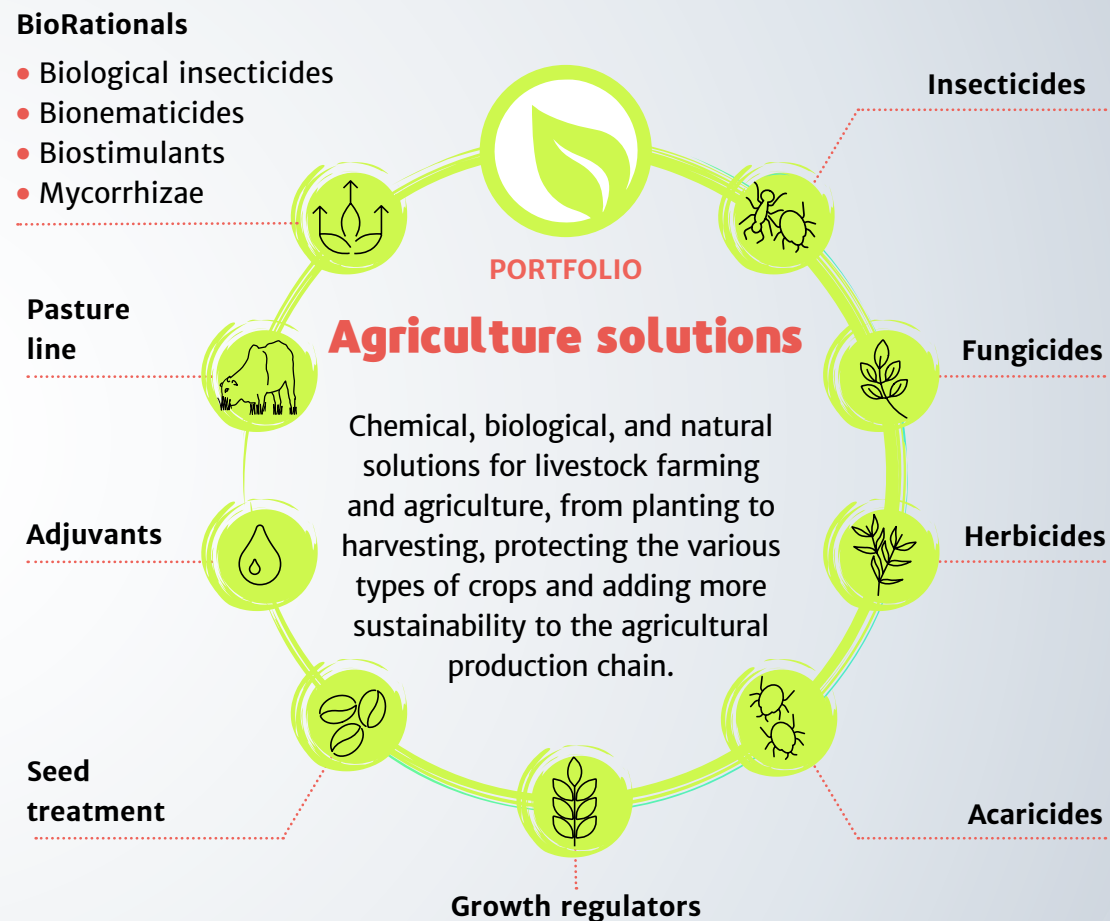 BioRationals
• Biological insecticides
• Bionematicides
• Biostimulants
• Mycorrhizae
Insecticides
PORTFOLIO
Agriculture solutions
Pasture
line
Fungicides
Chemical, biological, and natural
solutions for livestock farming
and agriculture, from planting to
harvesting, protecting the various
types of crops and adding more
sustainability to the agricultural
production chain.
Adjuvants
Herbicides
Seed
treatment
Acaricides
Growth regulators